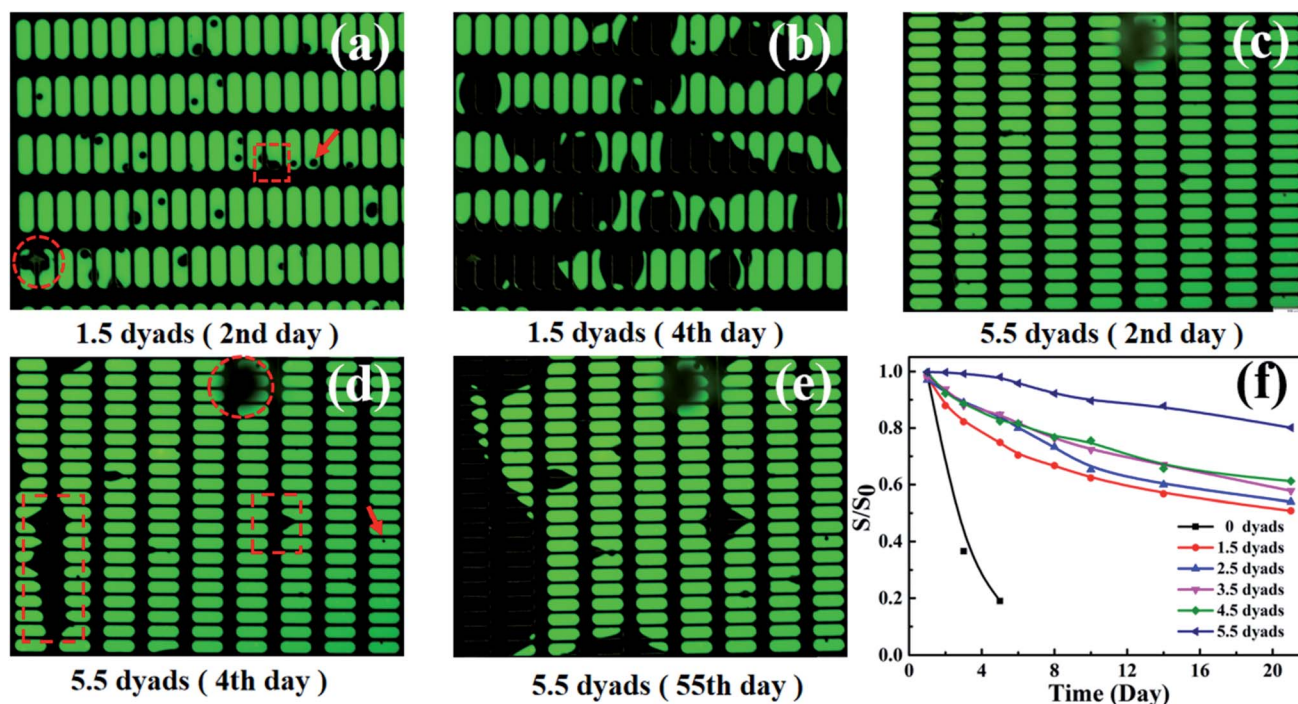 (a)
(b)
(c)
1.5 dyads ( 2nd day )
1.5 dyads ( 4th day )
5.5 dyads ( 2nd day )
(d)
(e)
(f)
5.5 dyads ( 4th day )
5.5 dyads ( 55th day )
S/S0
1.0
0.8
0.6
0.4
0.2
0.0
0 dyads
1.5 dyads
2.5 dyads
3.5 dyads
4.5 dyads
5.5 dyads
0 4 8 12 16 20
Time (Day)